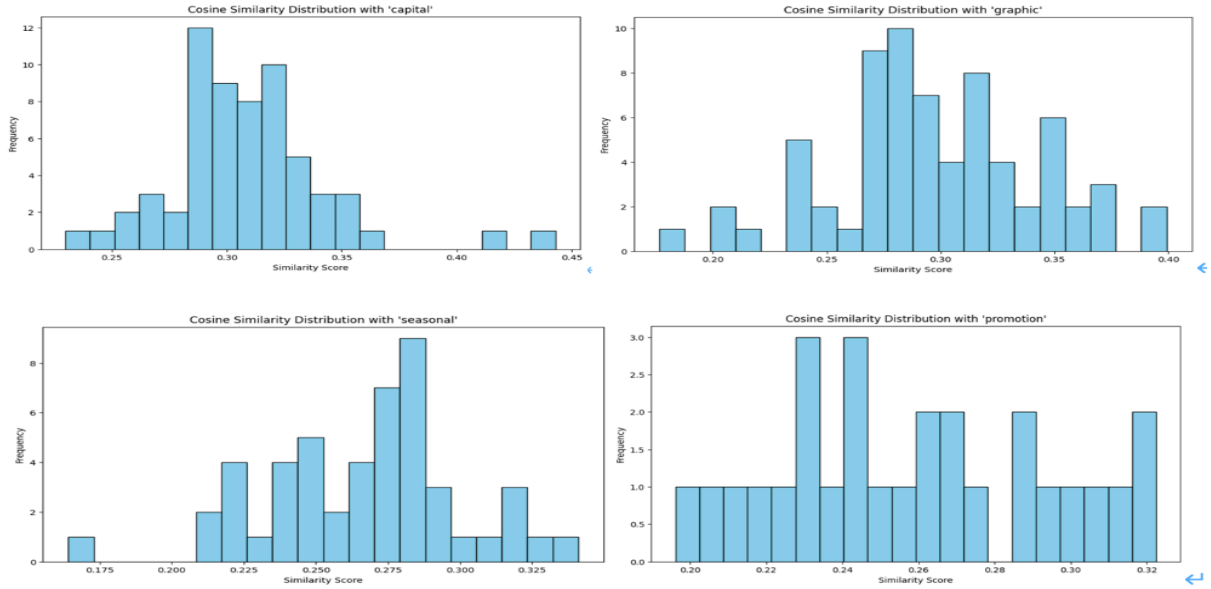 Cosine Similarity Distribution with 'capital'
12
10
8
6
4
2
0
Frequency
0.25 0.30 0.35 0.40 0.45
Similarity Score
Cosine Similarity Distribution with 'graphic'
10
8
6
4
2
0
Frequency
0.20 0.25 0.30 0.35 0.40
Similarity Score
Cosine Similarity Distribution with 'seasonal'
8
6
4
2
0
Frequency
0.175 0.200 0.225 0.250 0.275 0.300 0.325
Similarity Score
Cosine Similarity Distribution with 'promotion'
3.0
2.5
2.0
1.5
1.0
0.5
0.0
Frequency
0.20 0.22 0.24 0.26 0.28 0.30 0.32
Similarity Score